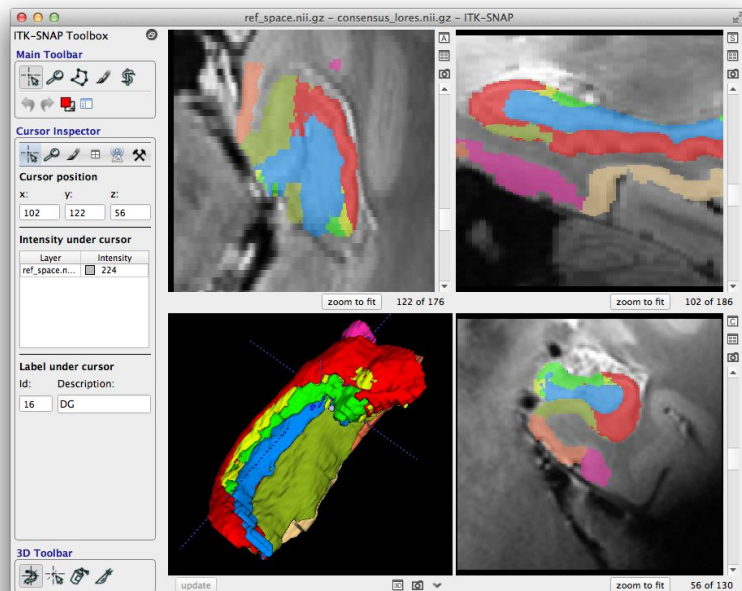 ref_space.nii.gz – consensus_lores.nii.gz – ITK-SNAP
ITK-SNAP Toolbox
Main Toolbar
Cursor Inspector
Cursor position
x: y: z:
102 122 56
Intensity under cursor
Layer Intensity
ref_space.n... 224
Label under cursor
Id: Description:
16 DG
3D Toolbar
A
zoom to fit 122 of 176
S
zoom to fit 102 of 186
update
3D
C
zoom to fit 56 of 130